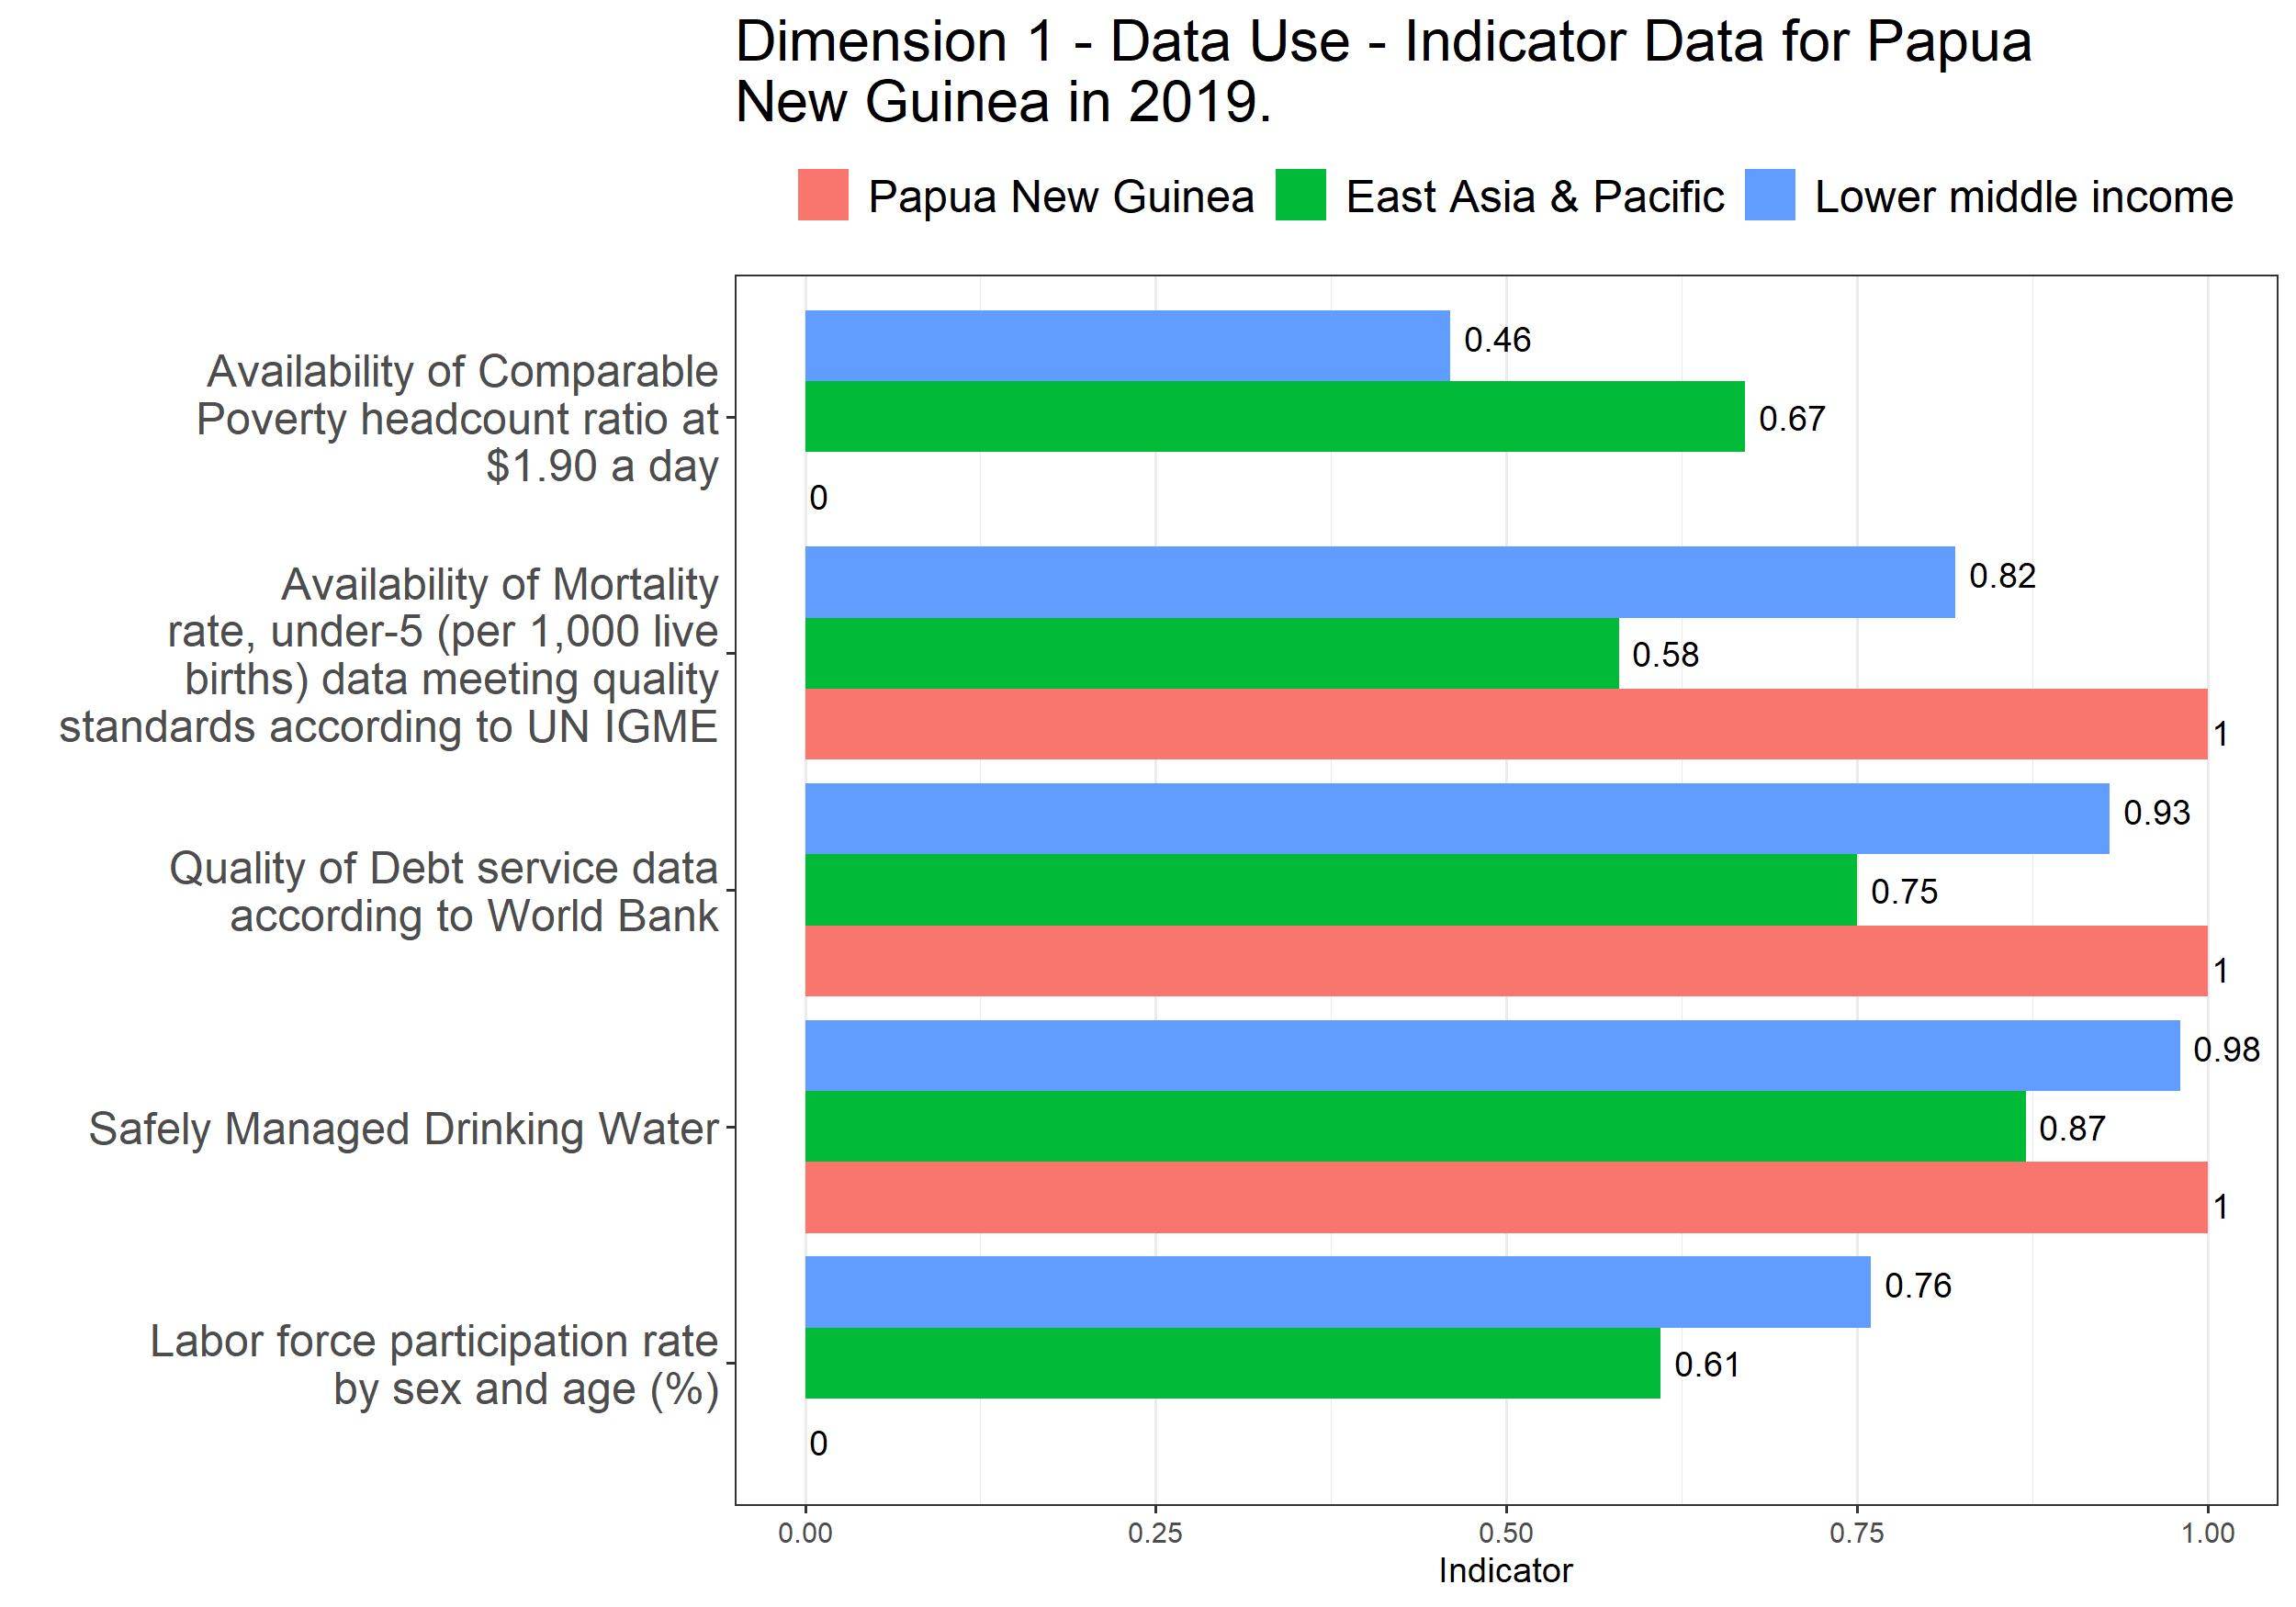 Dimension 1 - Data Use - Indicator Data for Papua
New Guinea in 2019.
Papua New Guinea East Asia & Pacific Lower middle income
Availability of Comparable
Poverty headcount ratio at
$1.90 a day
0.46
0.67
0
Availability of Mortality
rate, under-5 (per 1,000 live
births) data meeting quality
standards according to UN IGME
0.82
0.58
1
Quality of Debt service data
according to World Bank
0.93
0.75
1
Safely Managed Drinking Water
0.98
0.87
1
Labor force participation rate
by sex and age (%)
0.76
0.61
0
0.00 0.25 0.50 0.75 1.00
Indicator